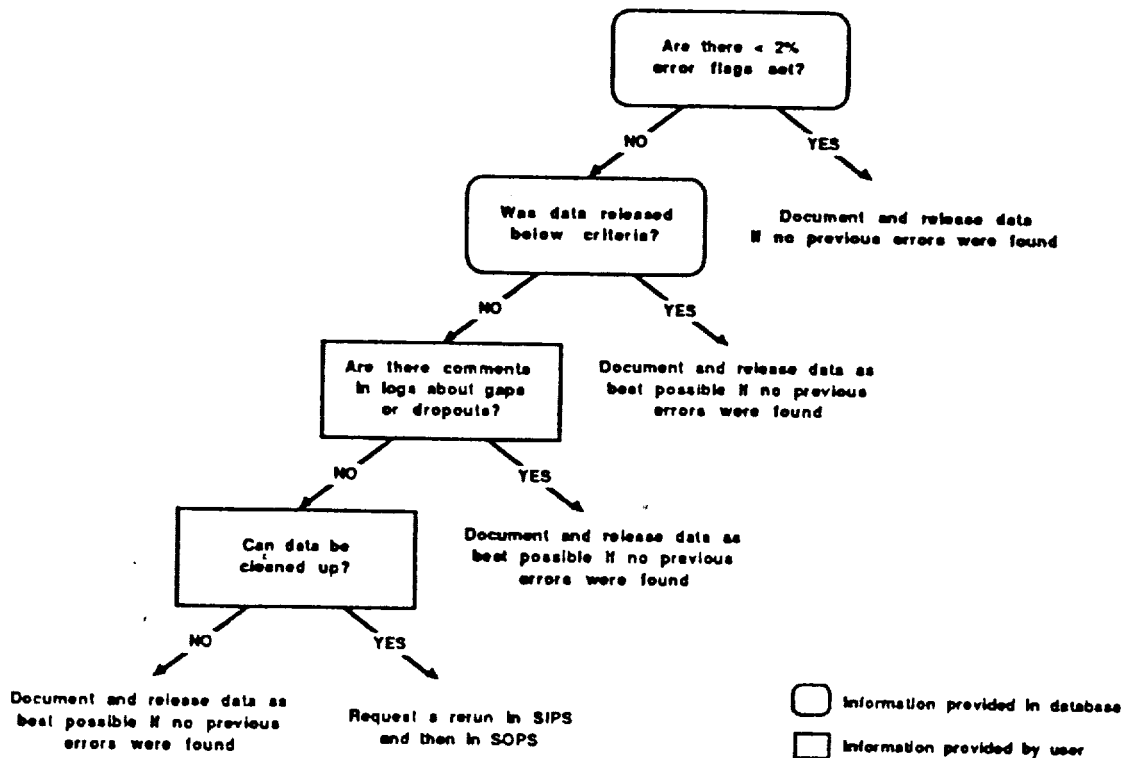 Are there < 2%
error flags set?
NO
YES
Was data released
below criteria?
Document and release data
If no previous errors were found
NO
YES
Are there comments
In logs about gaps
or dropouts?
Document and release data as
best possible If no previous
errors were found
NO
YES
Can data be
cleaned up?
Document and release data as
best possible If no previous
errors were found
NO
YES
Document and release data as
best possible If no previous
errors were found
Request a rerun In SIPS
and then In SOPS
Information provided in database
Information provided by user